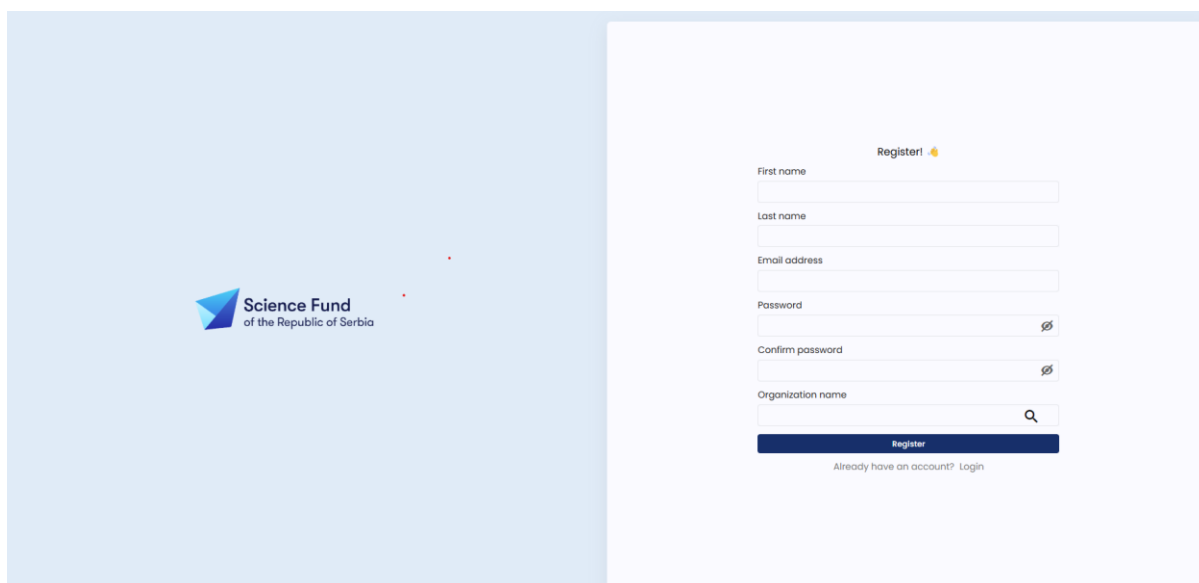 Science Fund
of the Republic of Serbia
Register! 👋
First name
Last name
Email address
Password
Confirm password
Organization name
Register
Already have an account? Login